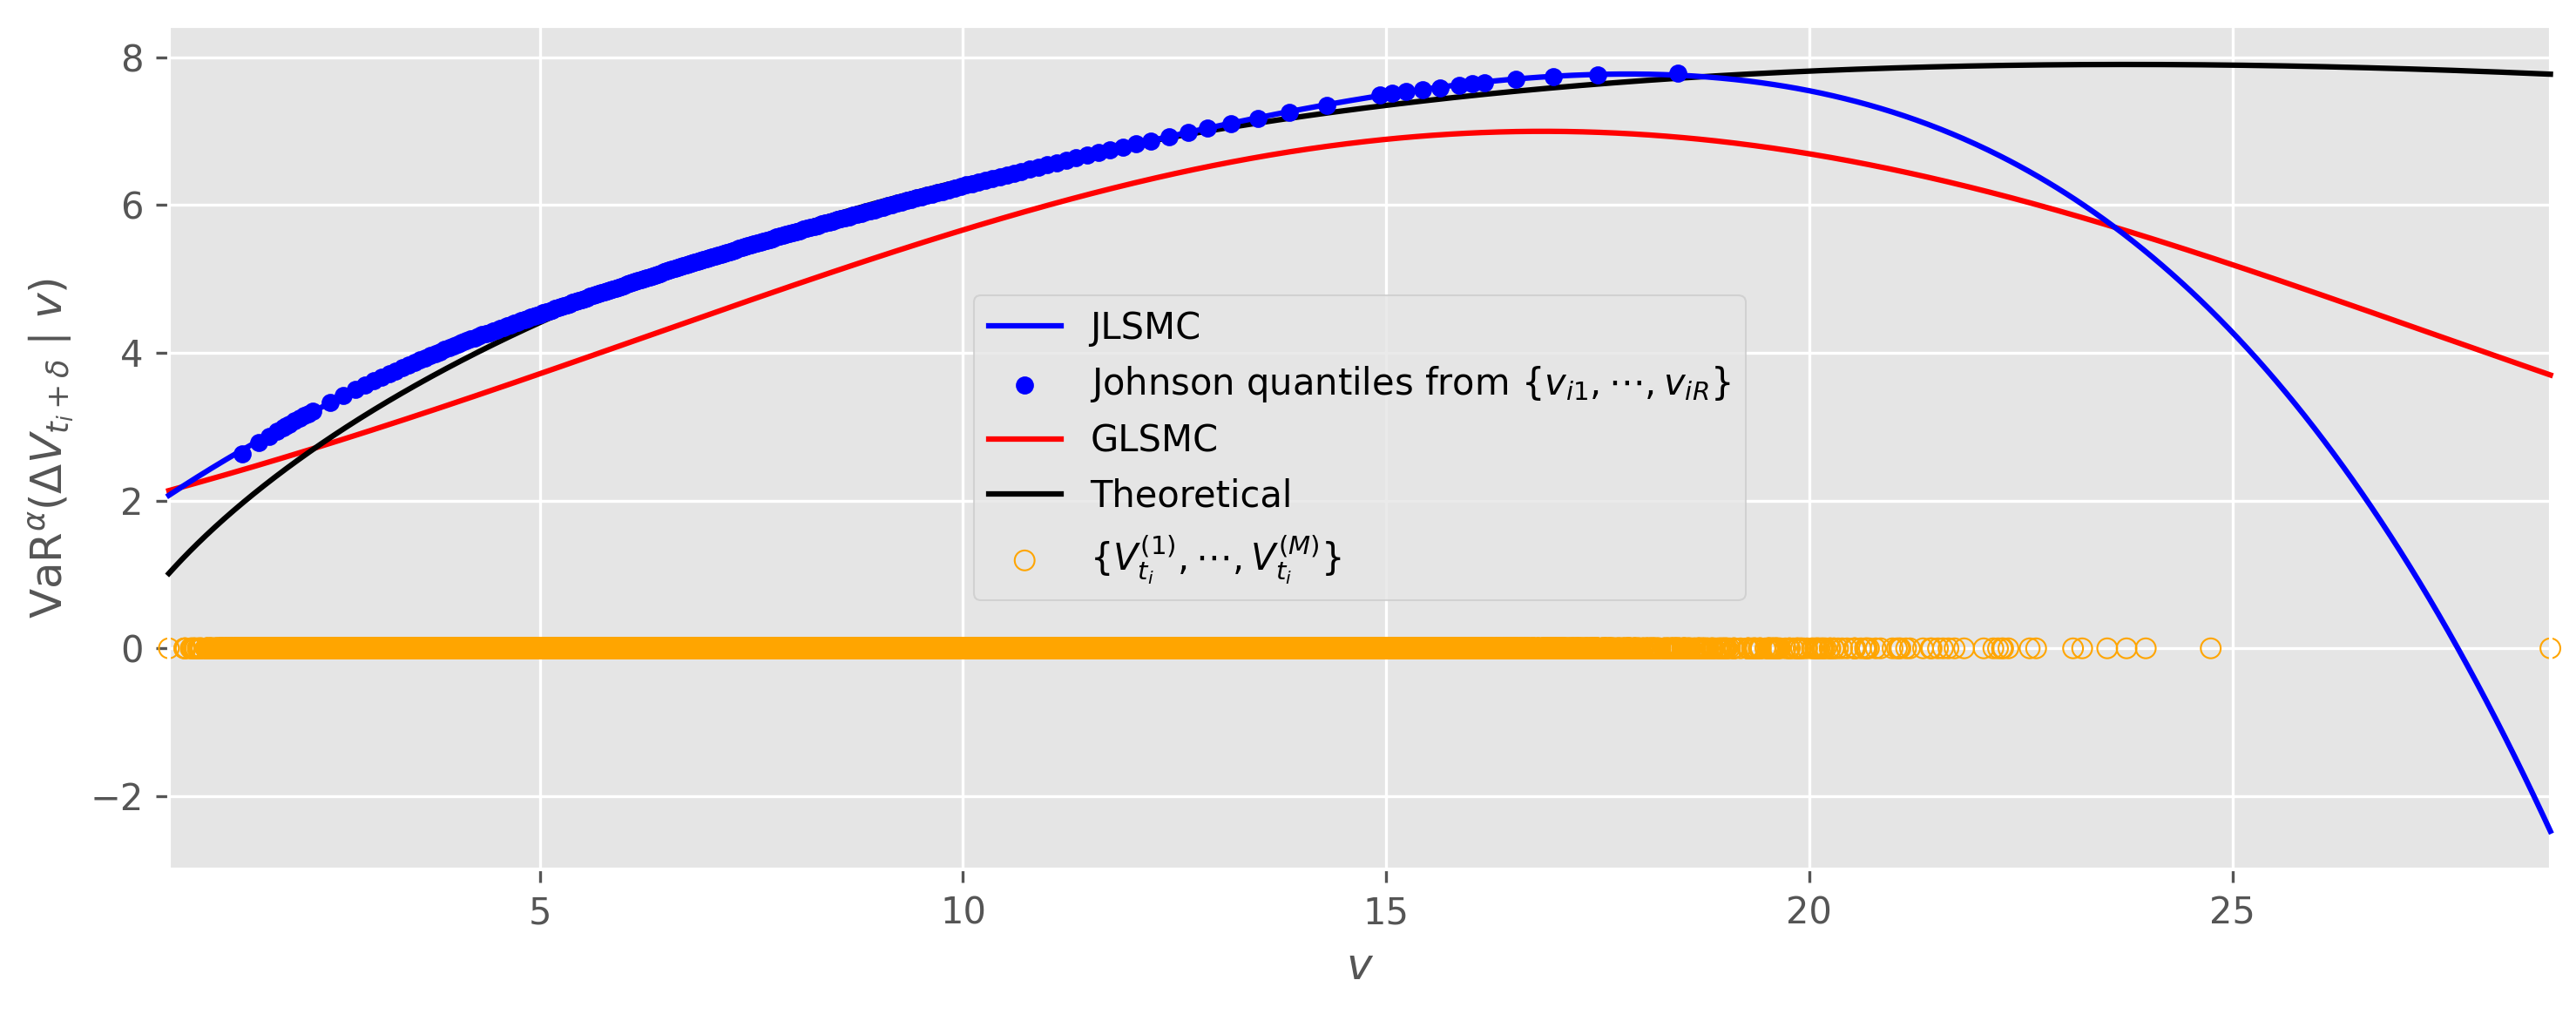 8
6
4
2
0
−2
VaR^α(ΔV_{t_i+δ} | v)
JLSMC
Johnson quantiles from {v_{i1}, ⋯, v_{iR}}
GLSMC
Theoretical
{V_{t_i}^{(1)}, ⋯, V_{t_i}^{(M)}}
5 10 15 20 25
v